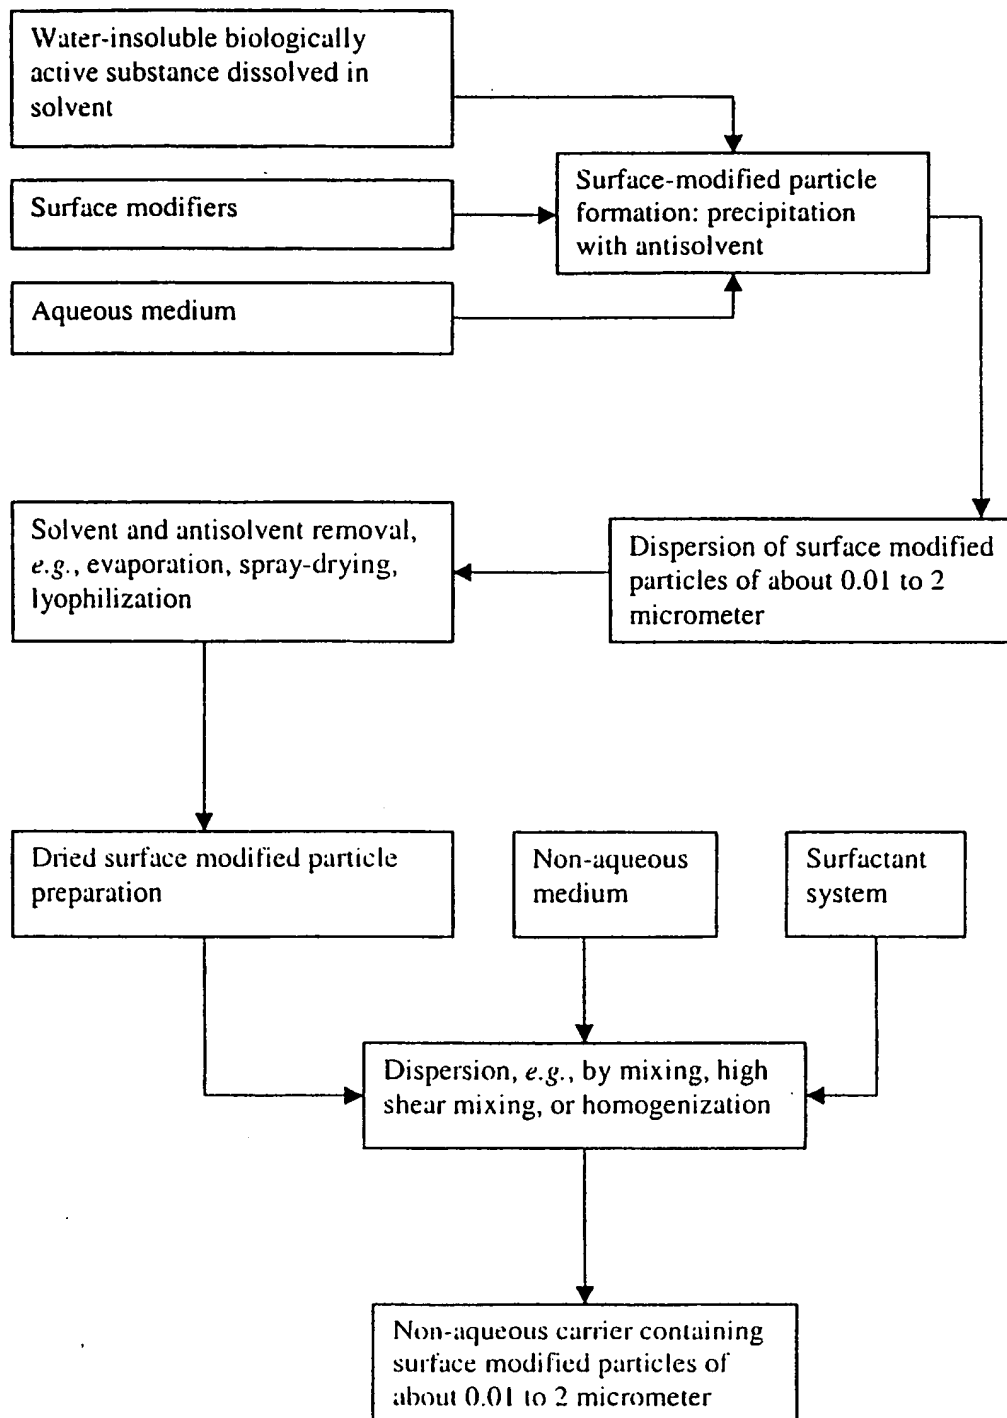 Water-insoluble biologically
active substance dissolved in
solvent
Surface modifiers
Aqueous medium
Surface-modified particle
formation: precipitation
with antisolvent
Solvent and antisolvent removal,
e.g., evaporation, spray-drying,
lyophilization
Dispersion of surface modified
particles of about 0.01 to 2
micrometer
Dried surface modified particle
preparation
Non-aqueous
medium
Surfactant
system
Dispersion, e.g., by mixing, high
shear mixing, or homogenization
Non-aqueous carrier containing
surface modified particles of
about 0.01 to 2 micrometer